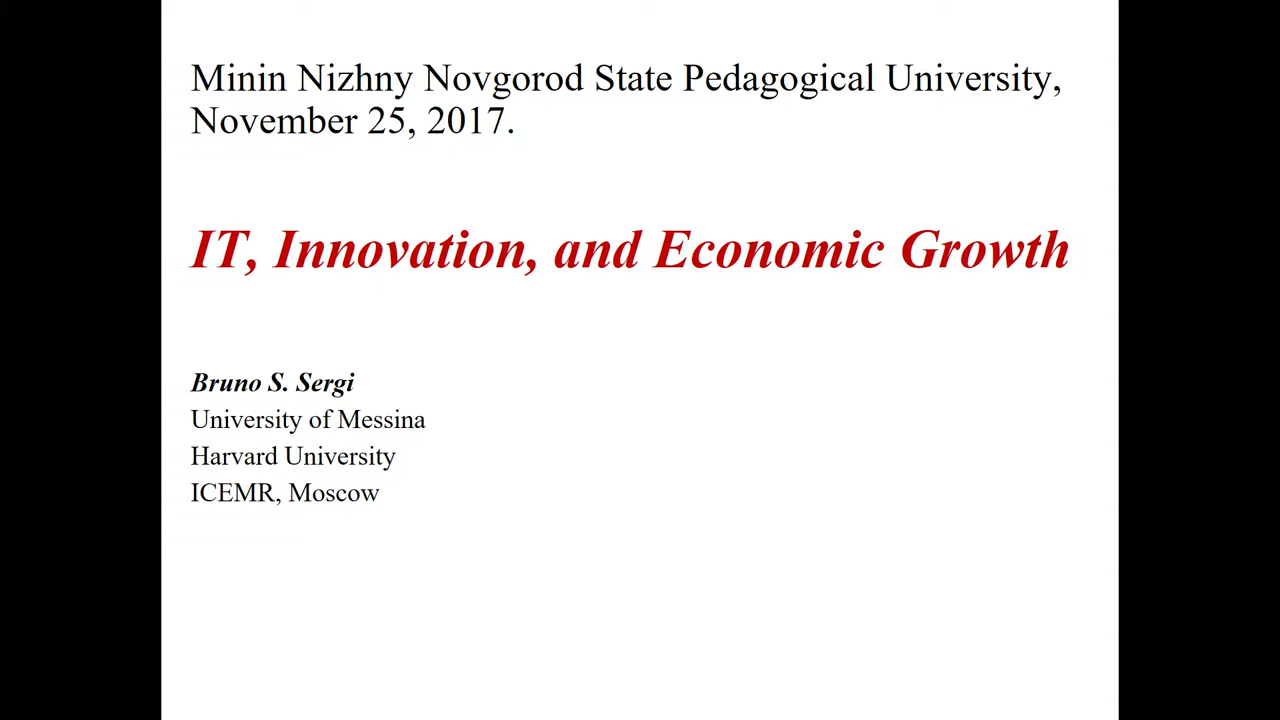 Minin Nizhny Novgorod State Pedagogical University,
November 25, 2017.
IT, Innovation, and Economic Growth
Bruno S. Sergi
University of Messina
Harvard University
ICEMR, Moscow